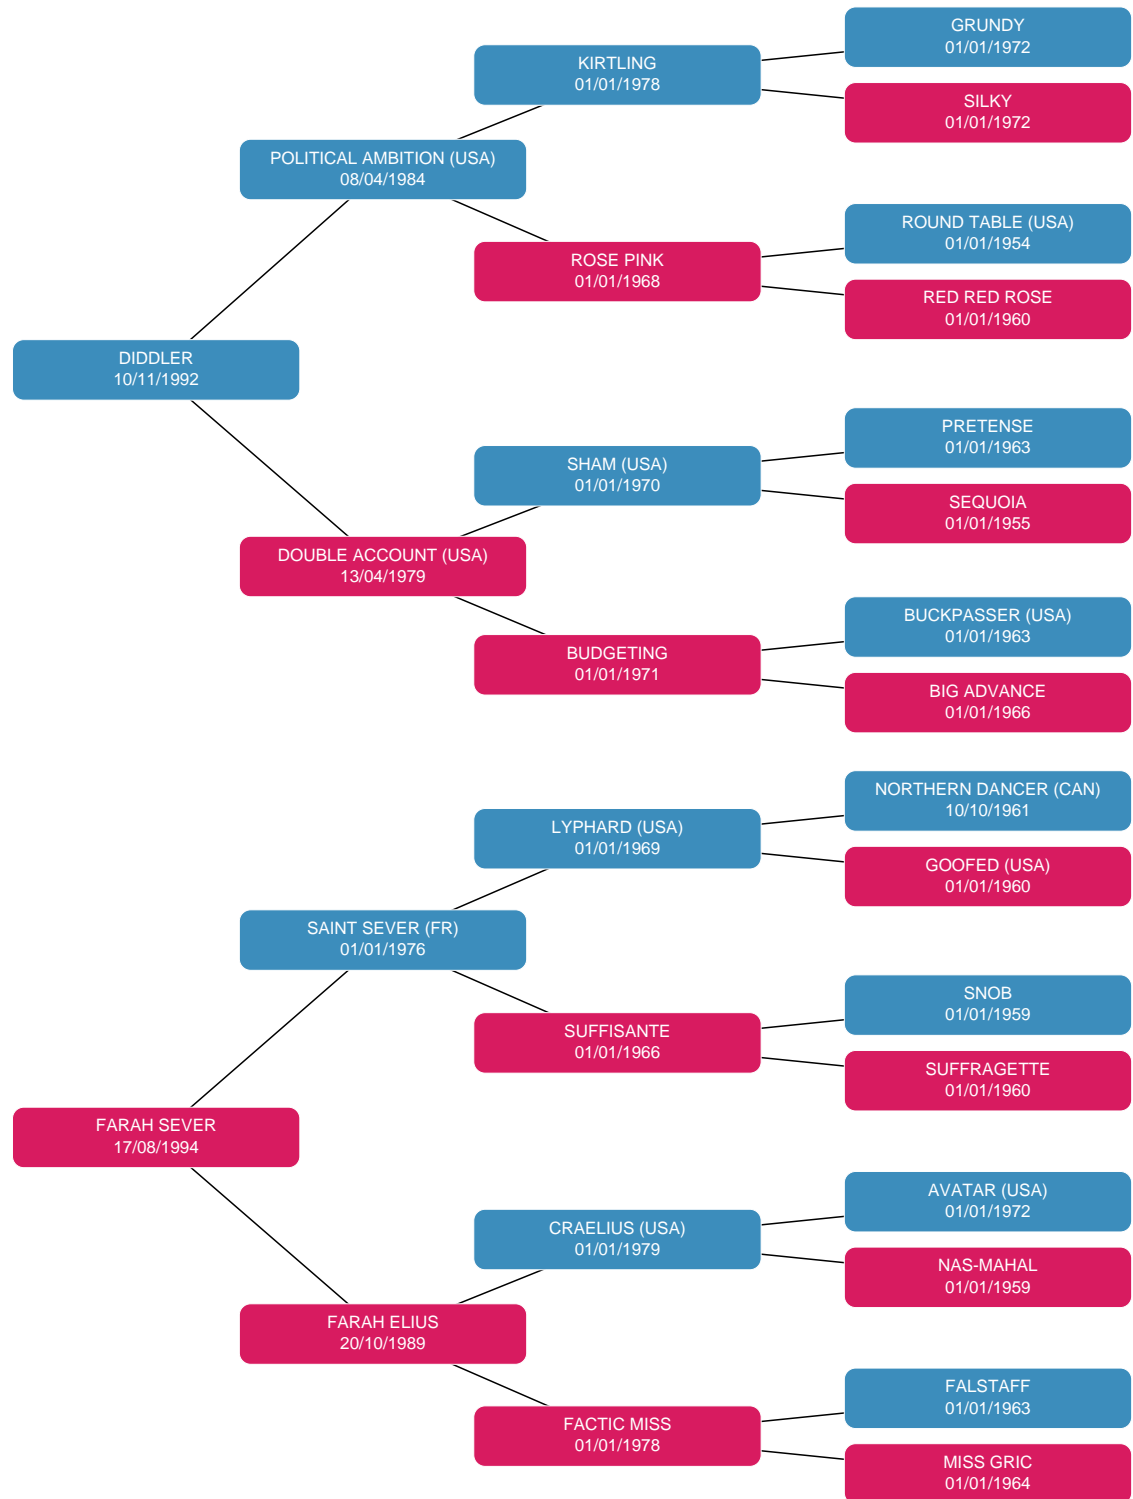 GRUNDY
01/01/1972
KIRTLING
01/01/1978
SILKY
01/01/1972
POLITICAL AMBITION (USA)
08/04/1984
ROUND TABLE (USA)
01/01/1954
ROSE PINK
01/01/1968
RED RED ROSE
01/01/1960
DIDDLER
10/11/1992
PRETENSE
01/01/1963
SHAM (USA)
01/01/1970
SEQUOIA
01/01/1955
DOUBLE ACCOUNT (USA)
13/04/1979
BUCKPASSER (USA)
01/01/1963
BUDGETING
01/01/1971
BIG ADVANCE
01/01/1966
NORTHERN DANCER (CAN)
10/10/1961
LYPHARD (USA)
01/01/1969
GOOFED (USA)
01/01/1960
SAINT SEVER (FR)
01/01/1976
SNOB
01/01/1959
SUFFISANTE
01/01/1966
SUFFRAGETTE
01/01/1960
FARAH SEVER
17/08/1994
AVATAR (USA)
01/01/1972
CRAELIUS (USA)
01/01/1979
NAS-MAHAL
01/01/1959
FARAH ELIUS
20/10/1989
FALSTAFF
01/01/1963
FACTIC MISS
01/01/1978
MISS GRIC
01/01/1964